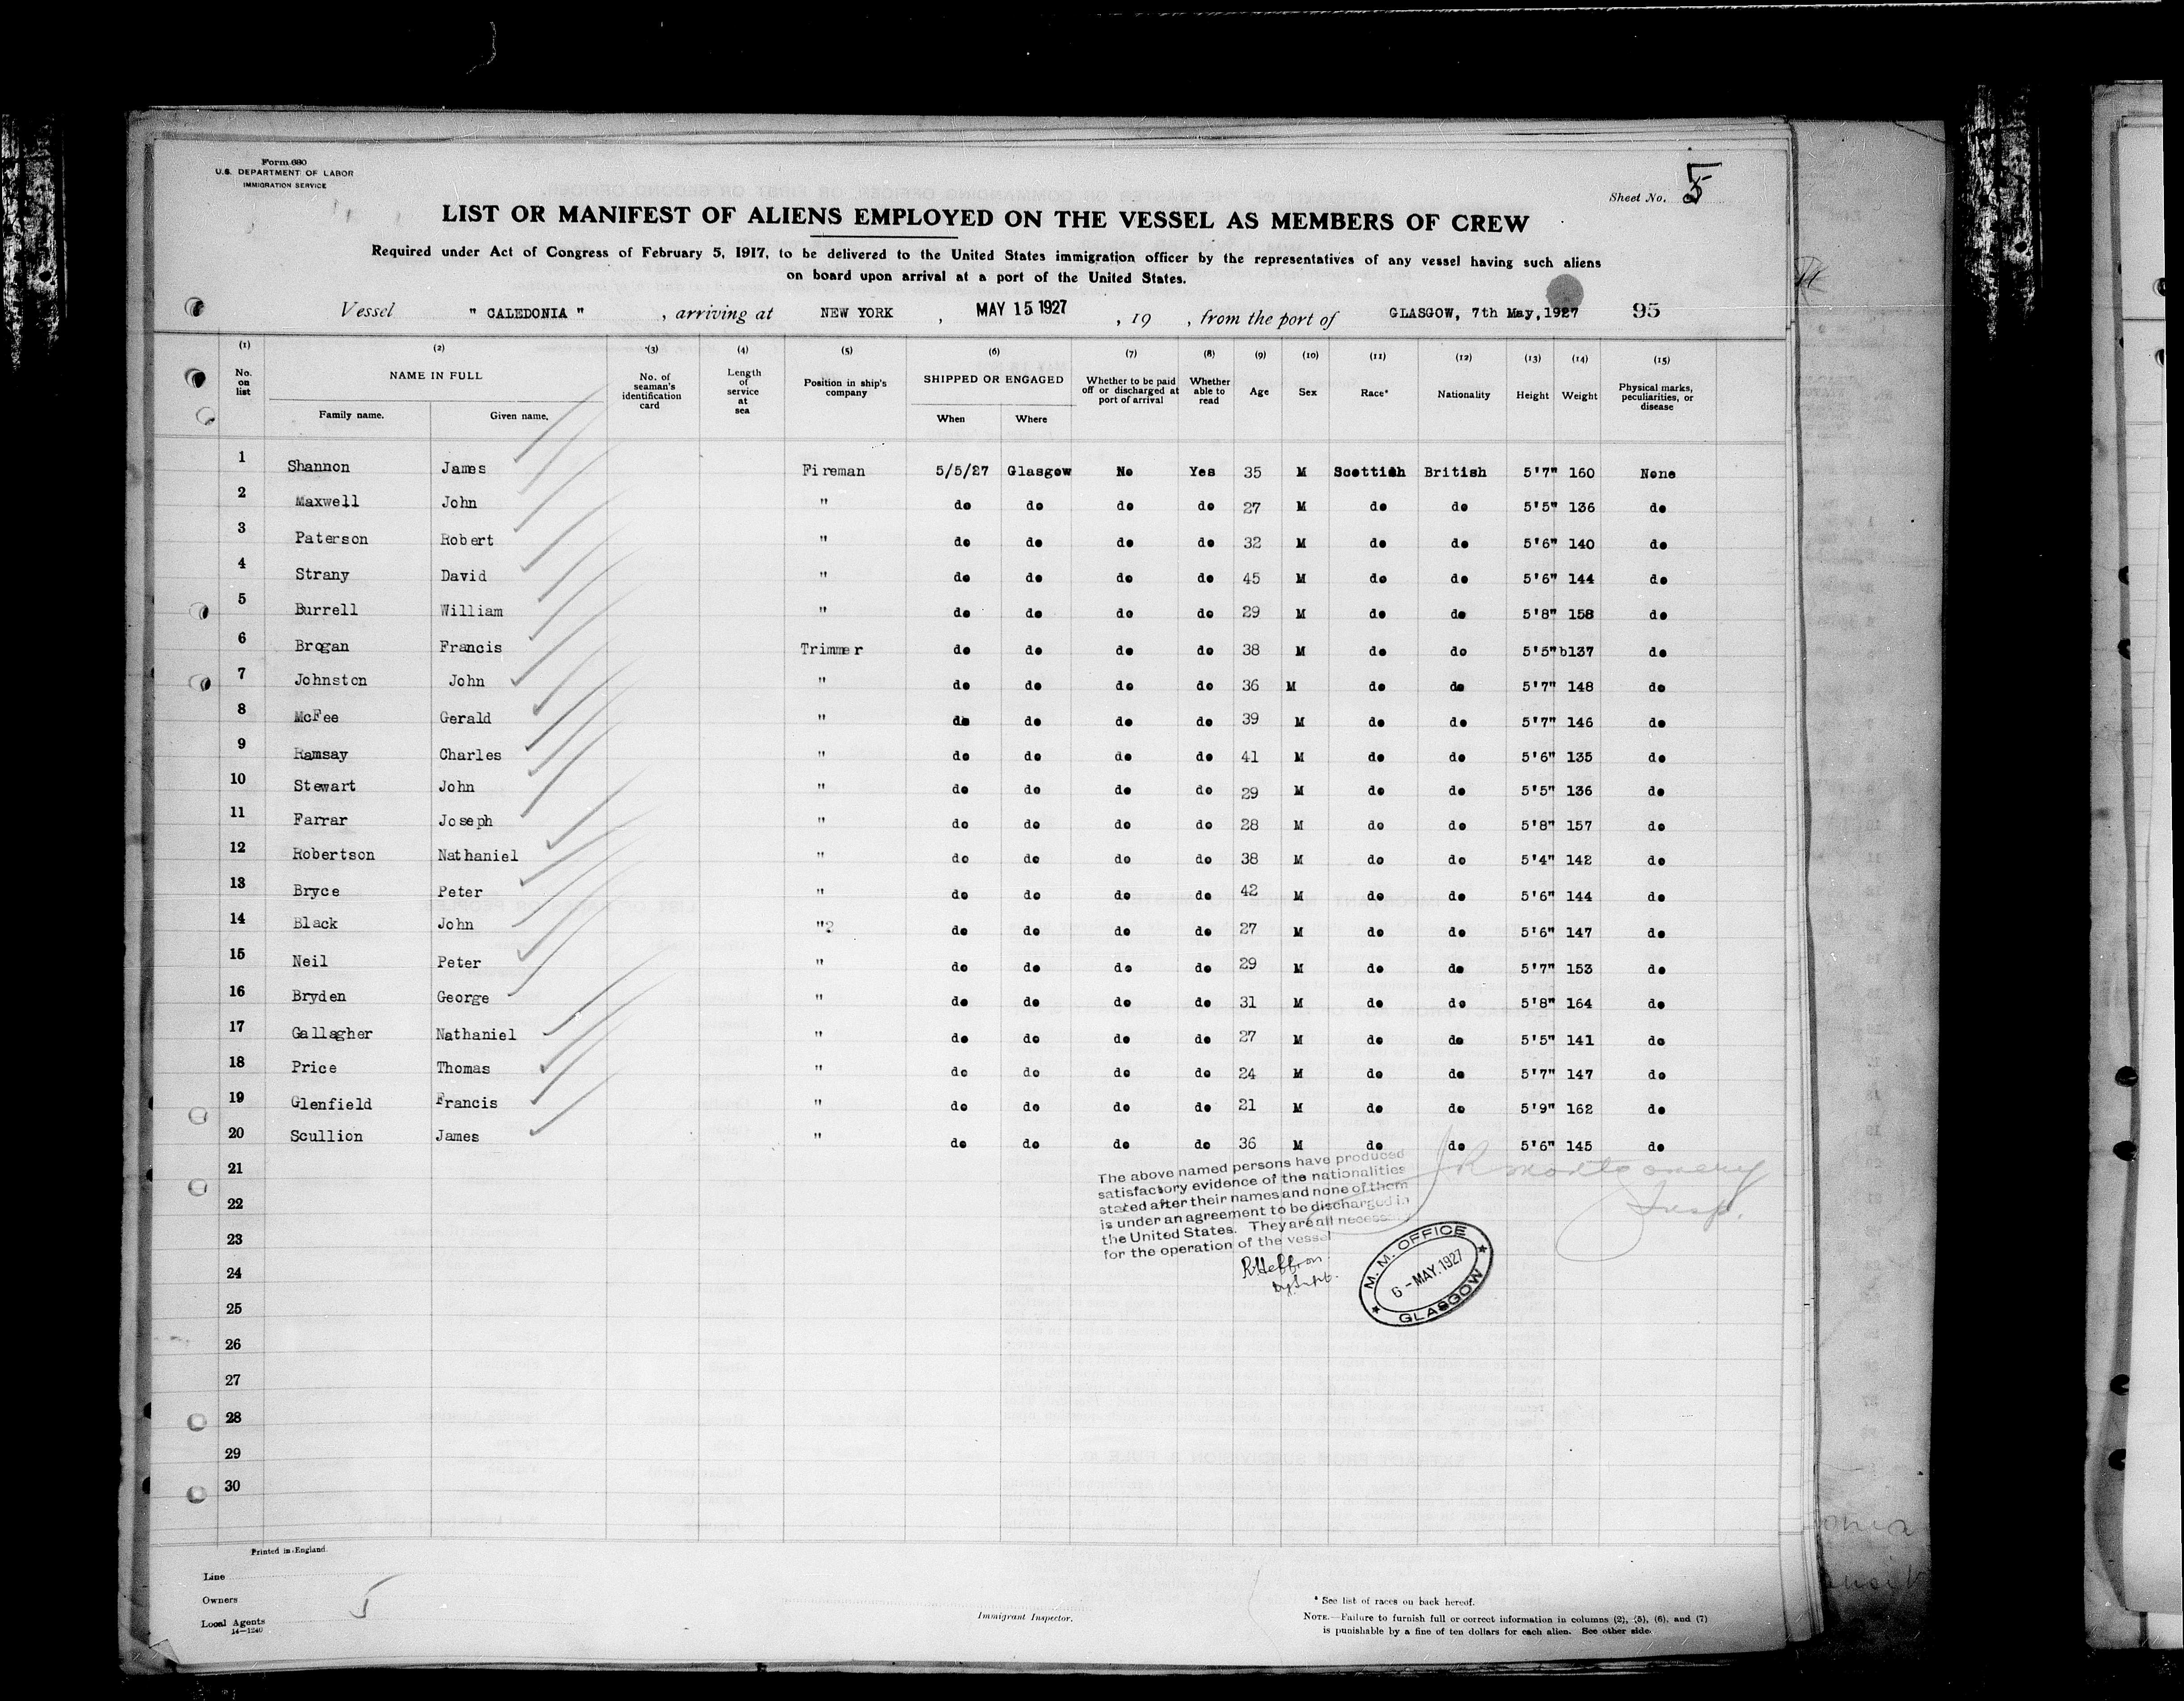 Form 680
U.S. DEPARTMENT OF LABOR
IMMIGRATION SERVICE
Sheet No. 5
LIST OR MANIFEST OF ALIENS EMPLOYED ON THE VESSEL AS MEMBERS OF CREW
Required under Act of Congress of February 5, 1917, to be delivered to the United States immigration officer by the representatives of any vessel having such aliens
on board upon arrival at a port of the United States.
Vessel " CALEDONIA " , arriving at NEW YORK , MAY 15 1927 , 19 , from the port of GLASGOW, 7th May, 1927 95
(1) (2) (3) (4) (5) (6) (7) (8) (9) (10) (11) (12) (13) (14) (15)
No. on list NAME IN FULL Family name. Given name. No. of seaman's identification card Length of service at sea Position in ship's company SHIPPED OR ENGAGED When Where Whether to be paid off or discharged at port of arrival Whether able to read Age Sex Race* Nationality Height Weight Physical marks, peculiarities, or disease
1 Shannon James Fireman 5/5/27 Glasgow No Yes 35 M Scottish British 5'7" 160 None
2 Maxwell John " do do do do 27 M do do 5'5" 136 do
3 Paterson Robert " do do do do 32 M do do 5'6" 140 do
4 Strany David " do do do do 45 M do do 5'6" 144 do
5 Burrell William " do do do do 29 M do do 5'8" 158 do
6 Brogan Francis Trimmer do do do do 38 M do do 5'5"b137 do
7 Johnston John " do do do do 36 M do do 5'7" 148 do
8 McFee Gerald " do do do do 39 M do do 5'7" 146 do
9 Ramsay Charles " do do do do 41 M do do 5'6" 135 do
10 Stewart John " do do do do 29 M do do 5'5" 136 do
11 Farrar Joseph " do do do do 28 M do do 5'8" 157 do
12 Robertson Nathaniel " do do do do 38 M do do 5'4" 142 do
13 Bryce Peter " do do do do 42 M do do 5'6" 144 do
14 Black John "2 do do do do 27 M do do 5'6" 147 do
15 Neil Peter " do do do do 29 M do do 5'7" 153 do
16 Bryden George " do do do do 31 M do do 5'8" 164 do
17 Gallagher Nathaniel " do do do do 27 M do do 5'5" 141 do
18 Price Thomas " do do do do 24 M do do 5'7" 147 do
19 Glenfield Francis " do do do do 21 M do do 5'9" 162 do
20 Scullion James " do do do do 36 M do do 5'6" 145 do
21
22
23
24
25
26
27
28
29
30
The above named persons have produced
satisfactory evidence of the nationalities
stated after their names and none of them
is under an agreement to be discharged in
the United States. They are all necessary
for the operation of the vessel
JR Montgomery
Insp.
R Heffron
M. M. OFFICE
6 - MAY. 1927
GLASGOW
Printed in England.
Line
Owners
Local Agents
14—1240
5
Immigrant Inspector.
* See list of races on back hereof.
NOTE.—Failure to furnish full or correct information in columns (2), (5), (6), and (7)
is punishable by a fine of ten dollars for each alien. See other side.